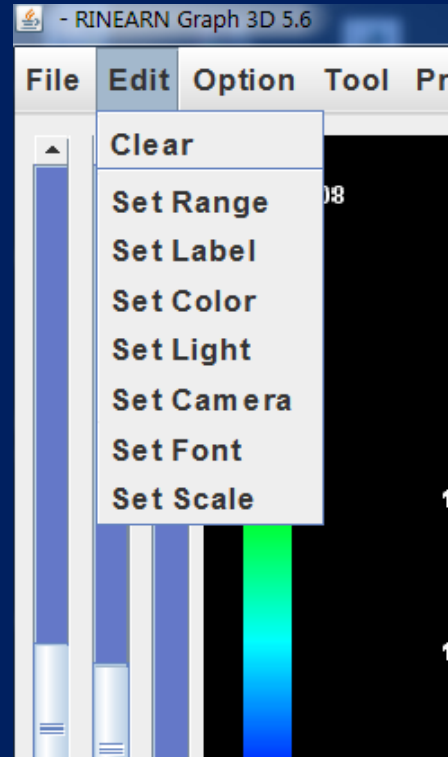 - RINEARN Graph 3D 5.6
File Edit Option Tool
Clear
Set Range
Set Label
Set Color
Set Light
Set Camera
Set Font
Set Scale